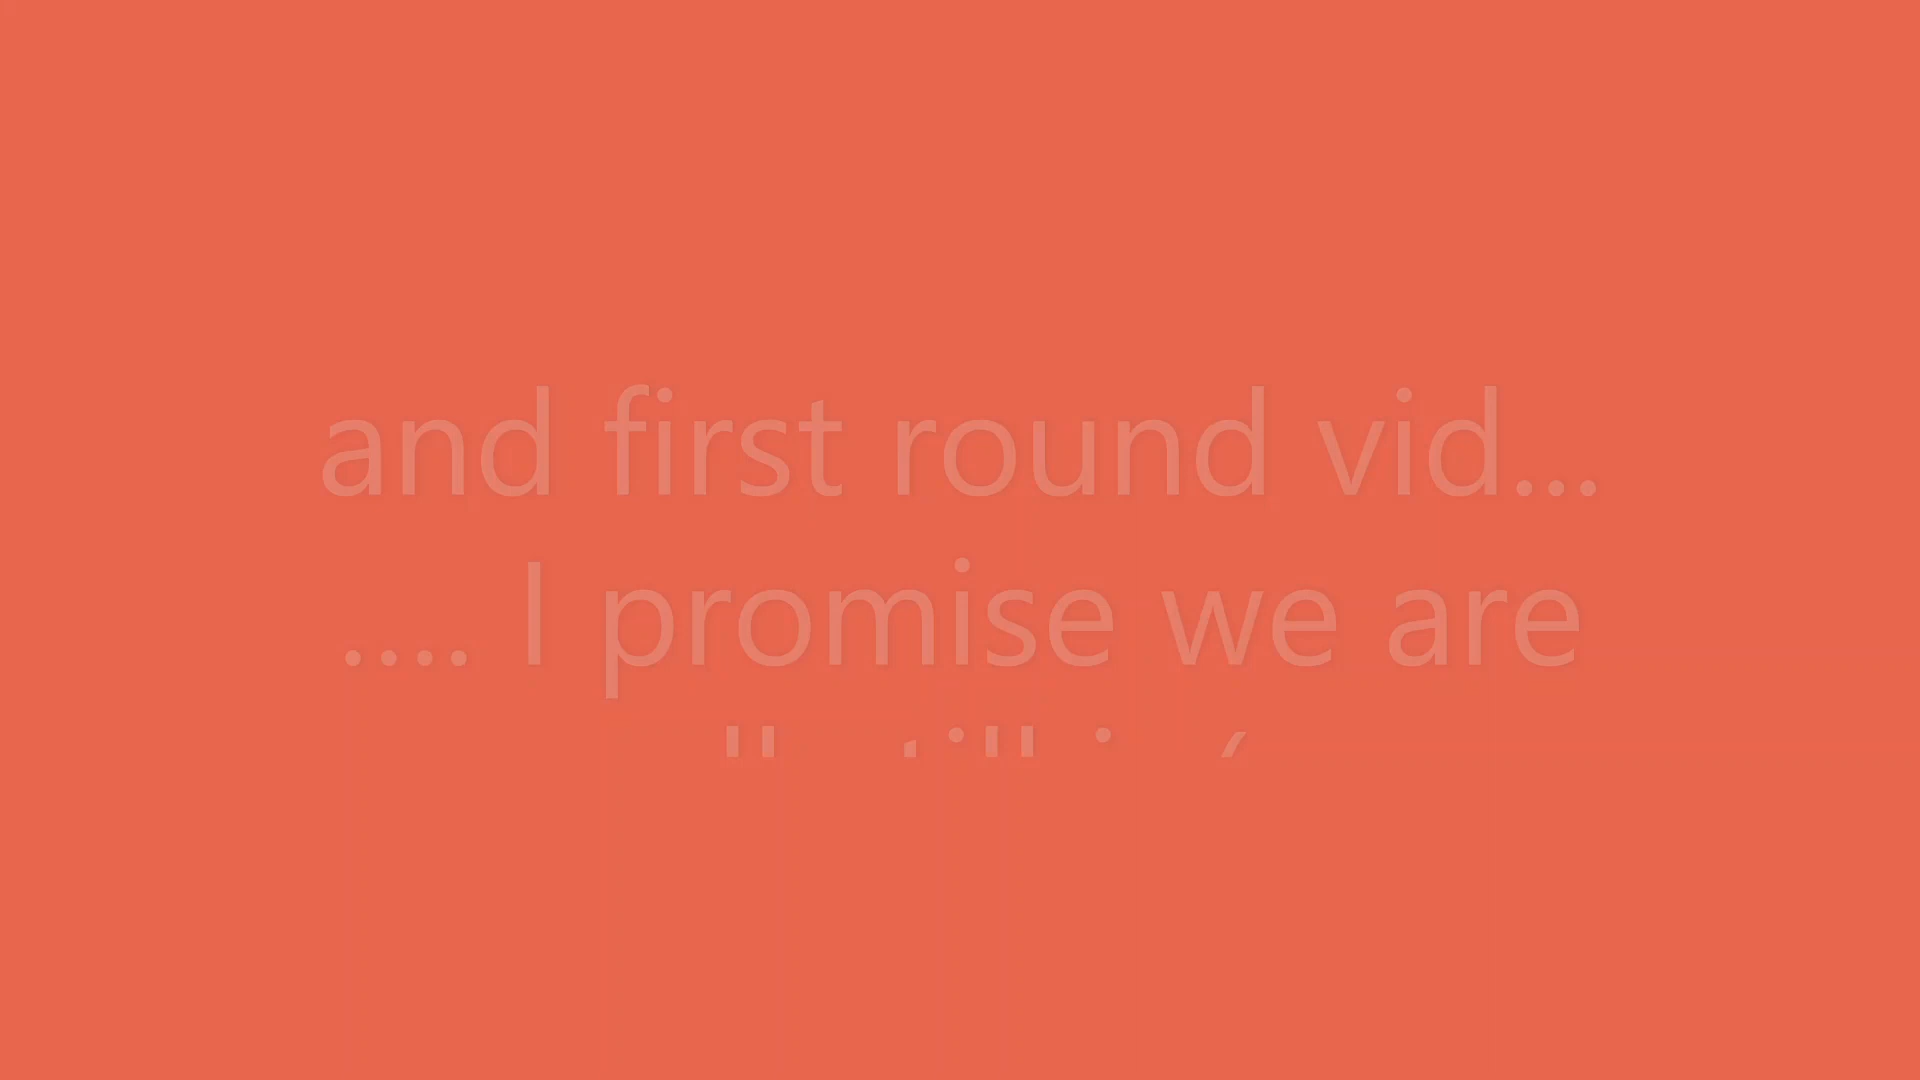 and first round vid...
.... I promise we are